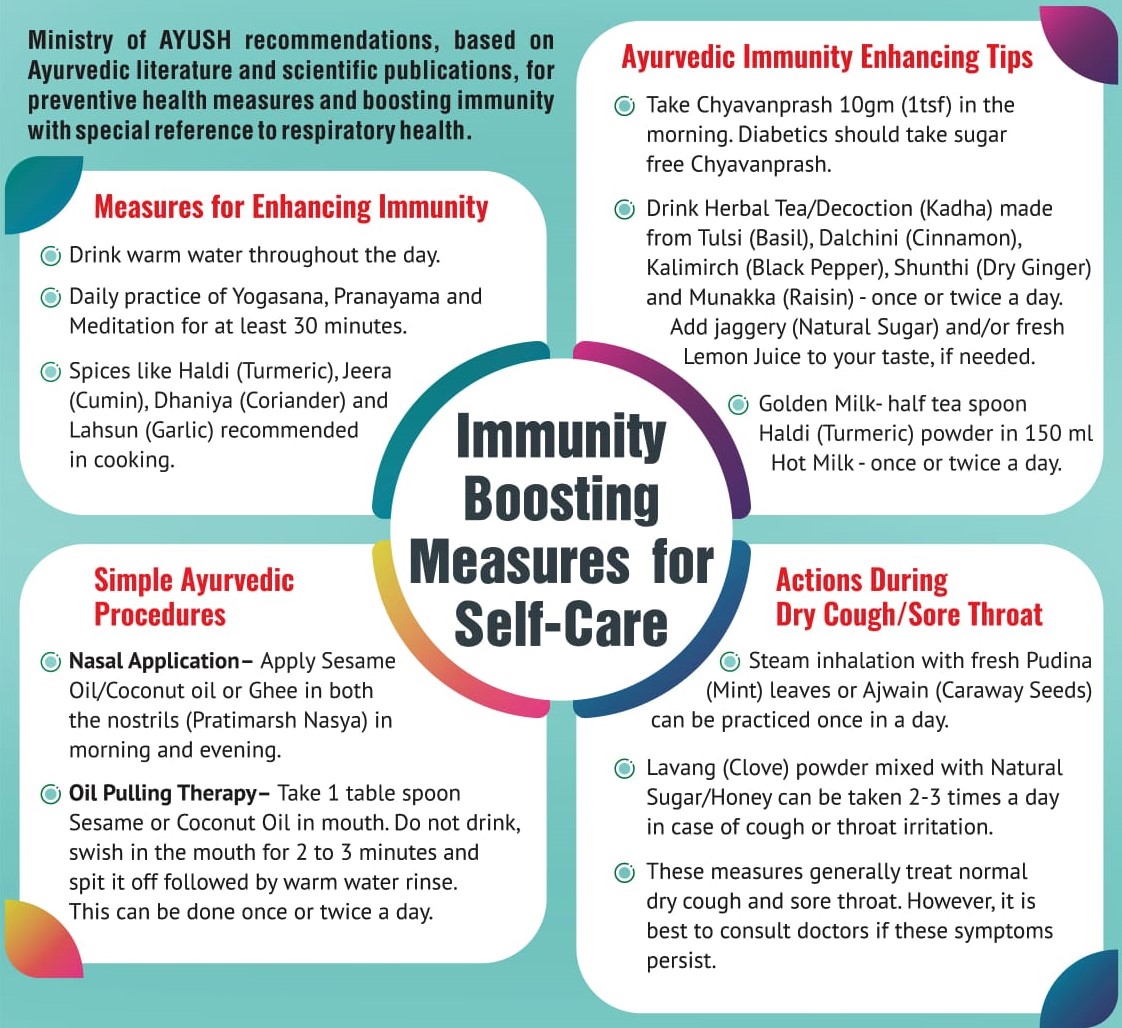 Ministry of AYUSH recommendations, based on
Ayurvedic literature and scientific publications, for
preventive health measures and boosting immunity
with special reference to respiratory health.
Measures for Enhancing Immunity
Drink warm water throughout the day.
Daily practice of Yogasana, Pranayama and
Meditation for at least 30 minutes.
Spices like Haldi (Turmeric), Jeera
(Cumin), Dhaniya (Coriander) and
Lahsun (Garlic) recommended
in cooking.
Ayurvedic Immunity Enhancing Tips
Take Chyavanprash 10gm (1tsf) in the
morning. Diabetics should take sugar
free Chyavanprash.
Drink Herbal Tea/Decoction (Kadha) made
from Tulsi (Basil), Dalchini (Cinnamon),
Kalimirch (Black Pepper), Shunthi (Dry Ginger)
and Munakka (Raisin) - once or twice a day.
Add jaggery (Natural Sugar) and/or fresh
Lemon Juice to your taste, if needed.
Golden Milk- half tea spoon
Haldi (Turmeric) powder in 150 ml
Hot Milk - once or twice a day.
Immunity
Boosting
Measures for
Self-Care
Simple Ayurvedic
Procedures
Nasal Application– Apply Sesame
Oil/Coconut oil or Ghee in both
the nostrils (Pratimarsh Nasya) in
morning and evening.
Oil Pulling Therapy– Take 1 table spoon
Sesame or Coconut Oil in mouth. Do not drink,
swish in the mouth for 2 to 3 minutes and
spit it off followed by warm water rinse.
This can be done once or twice a day.
Actions During
Dry Cough/Sore Throat
Steam inhalation with fresh Pudina
(Mint) leaves or Ajwain (Caraway Seeds)
can be practiced once in a day.
Lavang (Clove) powder mixed with Natural
Sugar/Honey can be taken 2-3 times a day
in case of cough or throat irritation.
These measures generally treat normal
dry cough and sore throat. However, it is
best to consult doctors if these symptoms
persist.